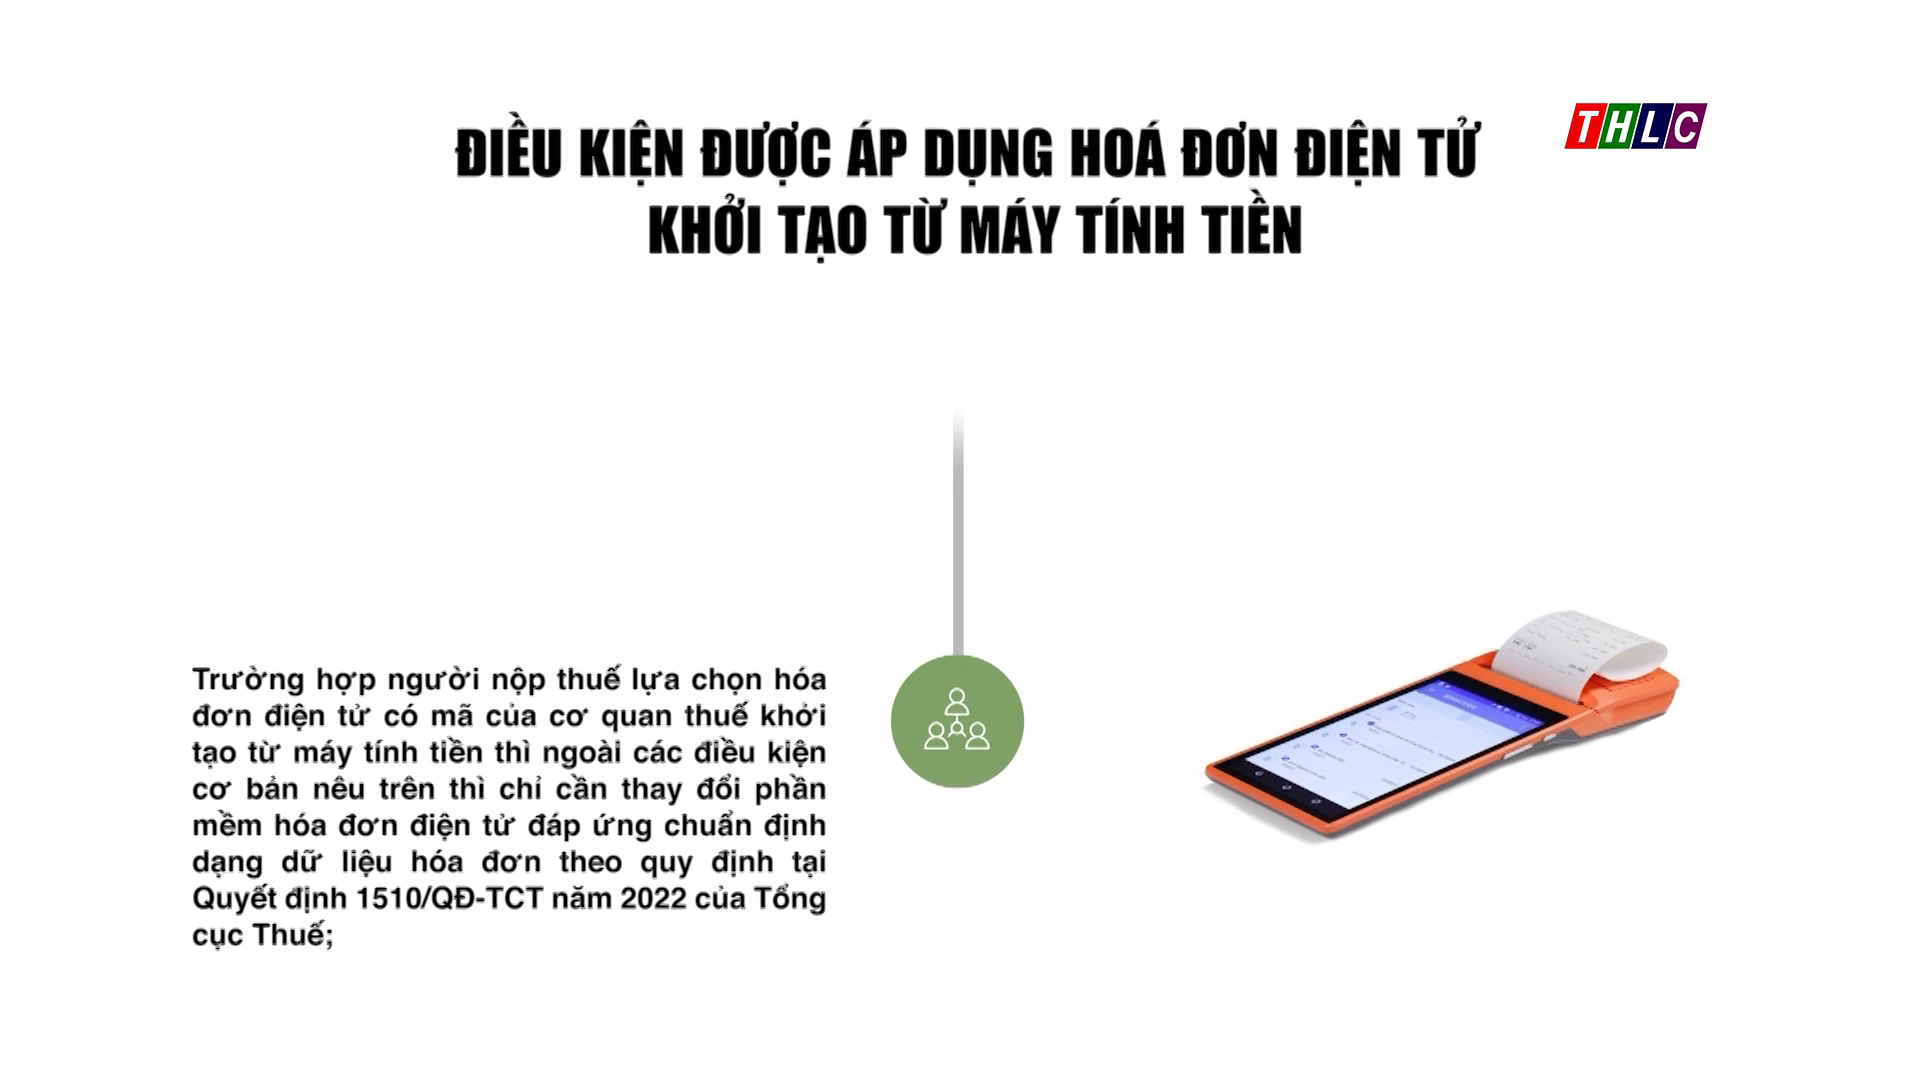 THLC
ĐIỀU KIỆN ĐƯỢC ÁP DỤNG HOÁ ĐƠN ĐIỆN TỬ
KHỞI TẠO TỪ MÁY TÍNH TIỀN
Trường hợp người nộp thuế lựa chọn hóa
đơn điện tử có mã của cơ quan thuế khởi
tạo từ máy tính tiền thì ngoài các điều kiện
cơ bản nêu trên thì chỉ cần thay đổi phần
mềm hóa đơn điện tử đáp ứng chuẩn định
dạng dữ liệu hóa đơn theo quy định tại
Quyết định 1510/QĐ-TCT năm 2022 của Tổng
cục Thuế;